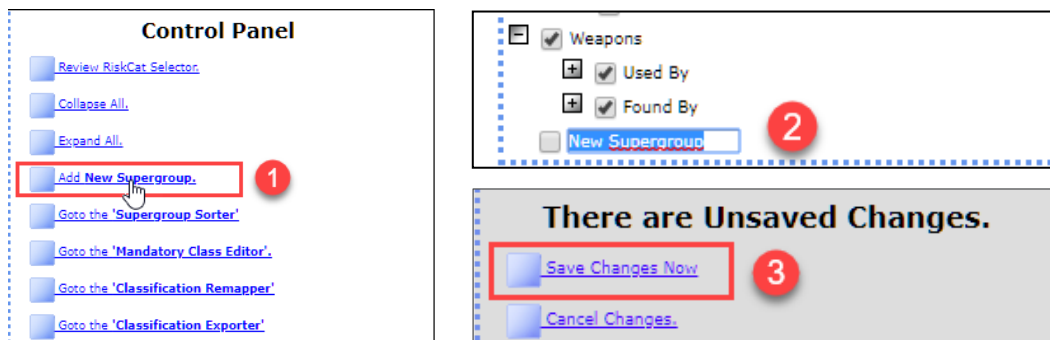 Control Panel
Review RiskCat Selector.
Collapse All.
Expand All.
Add New Supergroup.
1
Goto the 'Supergroup Sorter'
Goto the 'Mandatory Class Editor'.
Goto the 'Classification Remapper'
Goto the 'Classification Exporter'
Weapons
Used By
Found By
New Supergroup
2
There are Unsaved Changes.
Save Changes Now
3
Cancel Changes.